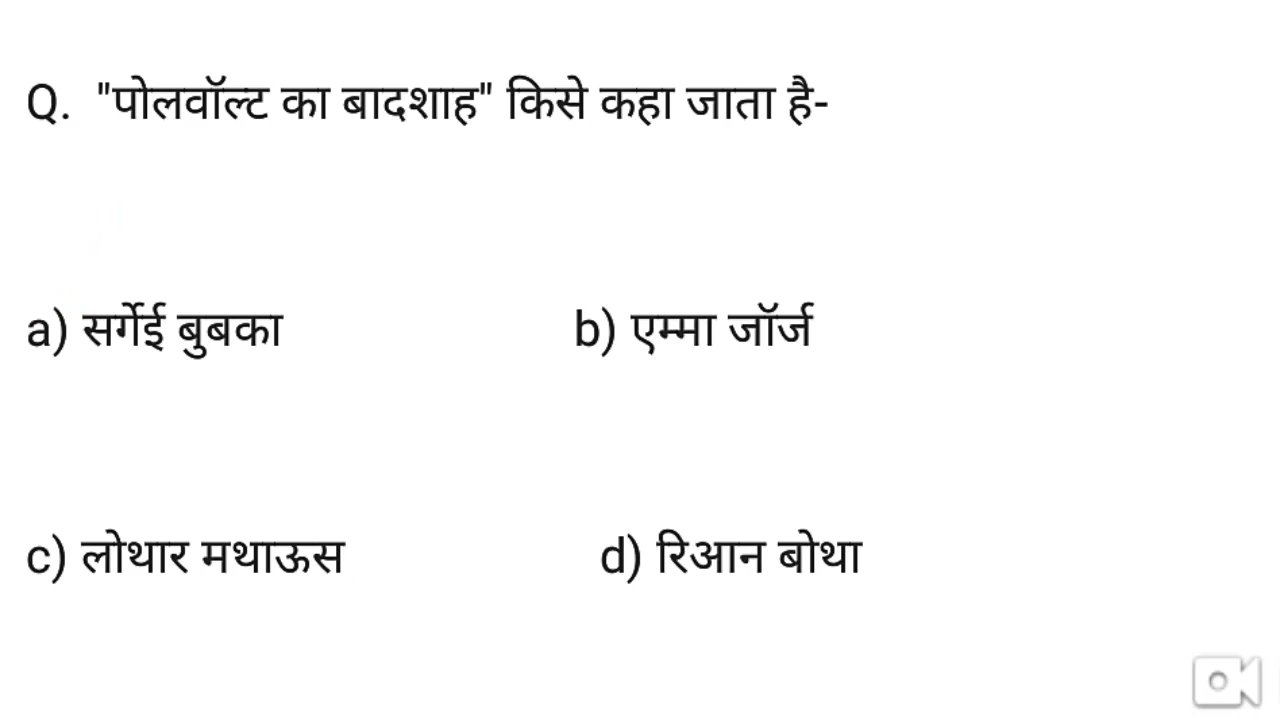 Q. "पोलवॉल्ट का बादशाह" किसे कहा जाता है-
a) सर्गेई बुबका b) एम्मा जॉर्ज
c) लोथार मथाऊस d) रिआन बोथा